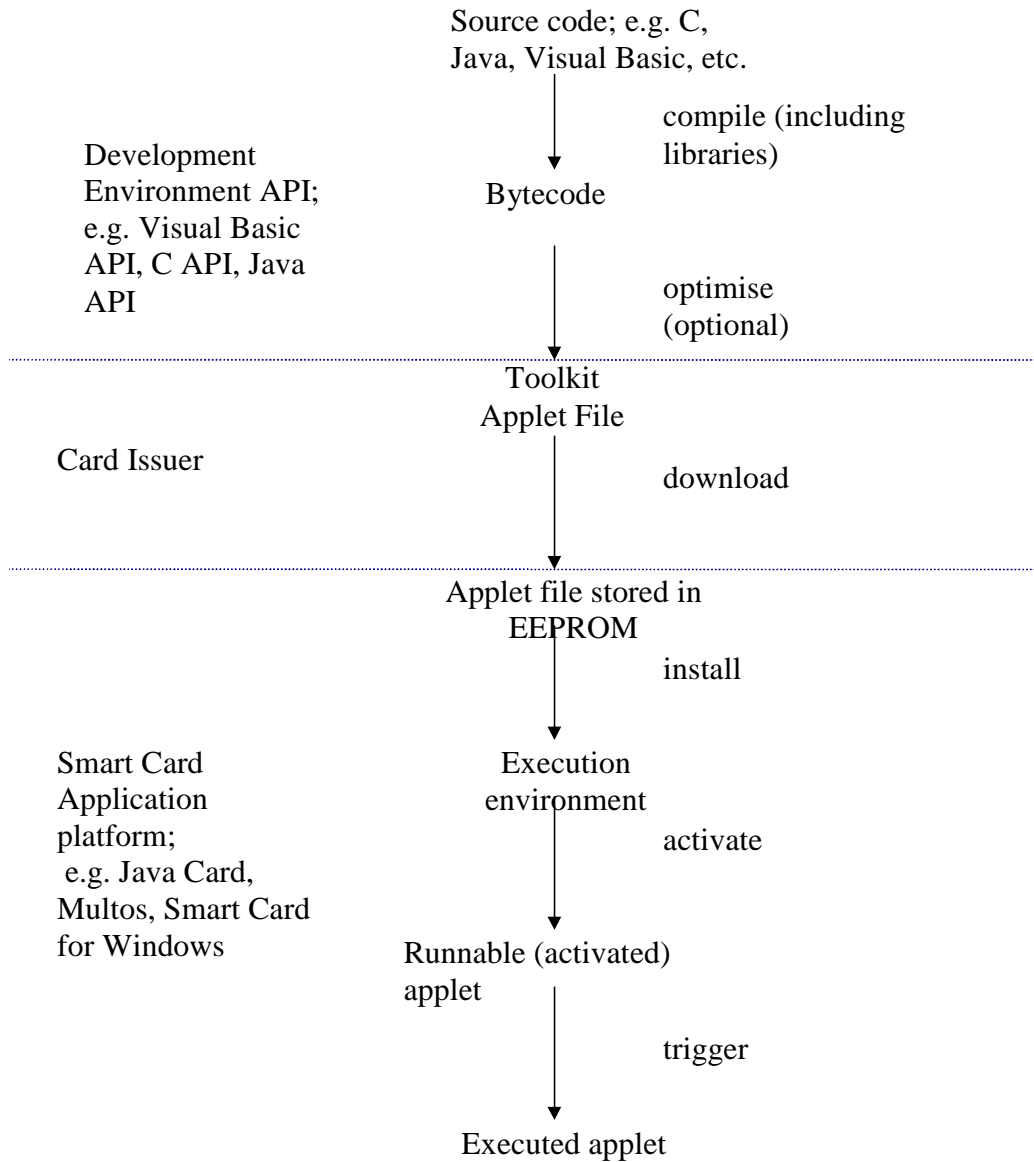 Source code; e.g. C,
Java, Visual Basic, etc.
compile (including
libraries)
Development
Environment API;
e.g. Visual Basic
API, C API, Java
API
Bytecode
optimise
(optional)
Toolkit
Applet File
Card Issuer
download
Applet file stored in
EEPROM
install
Smart Card
Application
platform;
e.g. Java Card,
Multos, Smart Card
for Windows
Execution
environment
activate
Runnable (activated)
applet
trigger
Executed applet